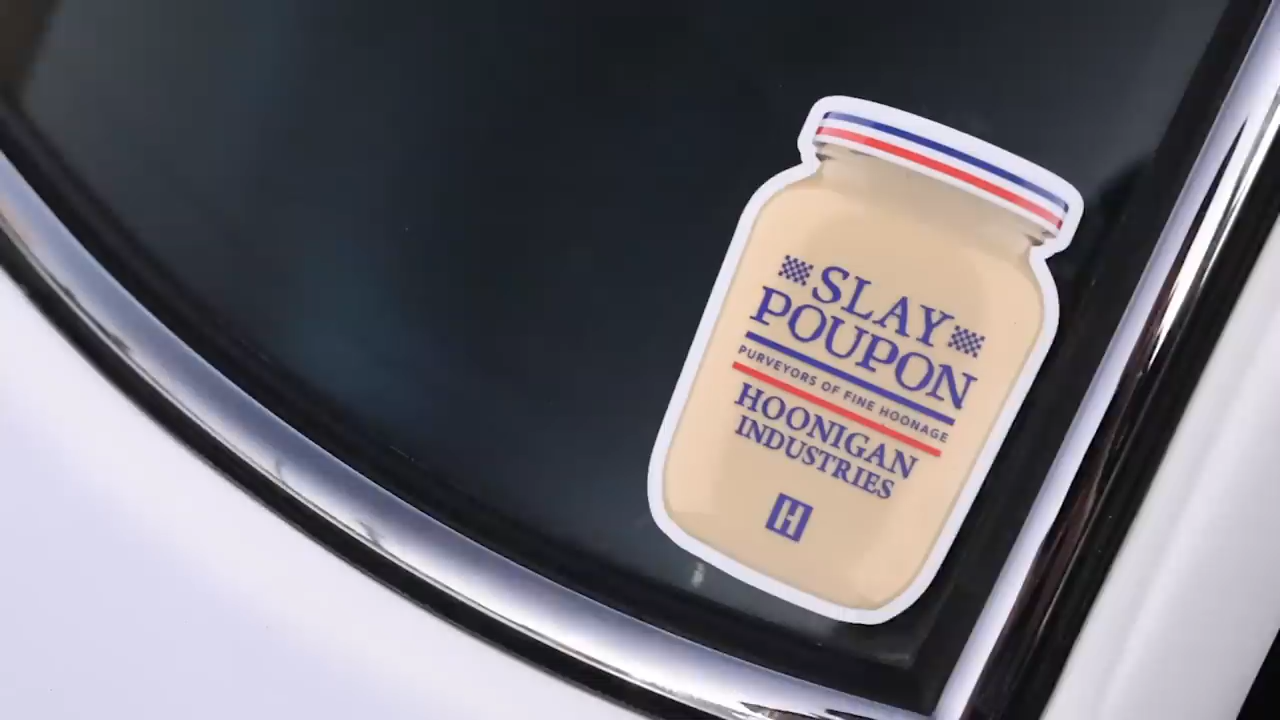 SLAY
POUPON
PURVEYORS OF FINE HOONAGE
HOONIGAN
INDUSTRIES
H